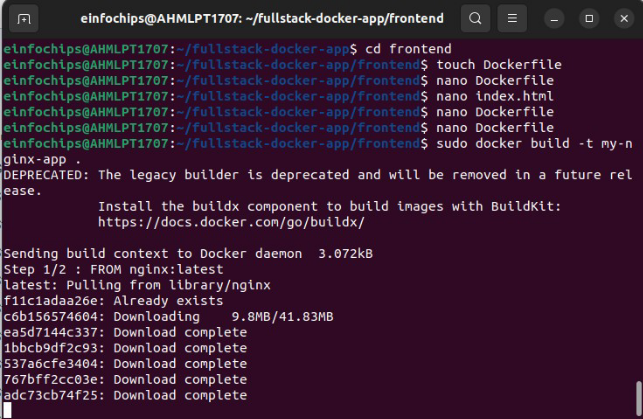 einfochips@AHMLPT1707: ~/fullstack-docker-app/frontend
einfochips@AHMLPT1707:~/fullstack-docker-app$ cd frontend
einfochips@AHMLPT1707:~/fullstack-docker-app/frontend$ touch Dockerfile
einfochips@AHMLPT1707:~/fullstack-docker-app/frontend$ nano Dockerfile
einfochips@AHMLPT1707:~/fullstack-docker-app/frontend$ nano index.html
einfochips@AHMLPT1707:~/fullstack-docker-app/frontend$ nano Dockerfile
einfochips@AHMLPT1707:~/fullstack-docker-app/frontend$ nano Dockerfile
einfochips@AHMLPT1707:~/fullstack-docker-app/frontend$ sudo docker build -t my-n
ginx-app .
DEPRECATED: The legacy builder is deprecated and will be removed in a future rel
ease.
            Install the buildx component to build images with BuildKit:
            https://docs.docker.com/go/buildx/

Sending build context to Docker daemon  3.072kB
Step 1/2 : FROM nginx:latest
latest: Pulling from library/nginx
f11c1adaa26e: Already exists
c6b156574604: Downloading    9.8MB/41.83MB
ea5d7144c337: Download complete
1bbcb9df2c93: Download complete
537a6cfe3404: Download complete
767bff2cc03e: Download complete
adc73cb74f25: Download complete